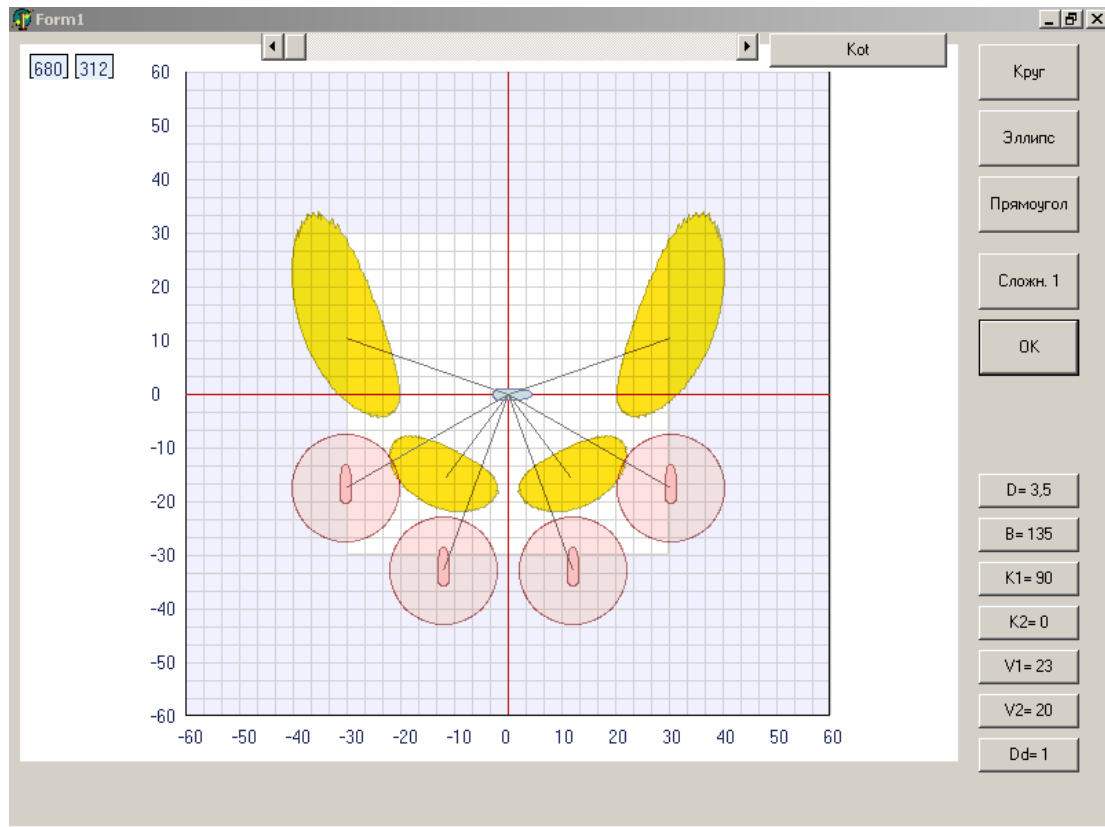 Form1
Kot
680 312
60
50
40
30
20
10
0
-10
-20
-30
-40
-50
-60
-60 -50 -40 -30 -20 -10 0 10 20 30 40 50 60
Круг
Эллипс
Прямоугол
Сложн. 1
OK
D= 3,5
B= 135
K1= 90
K2= 0
V1= 23
V2= 20
Dd= 1